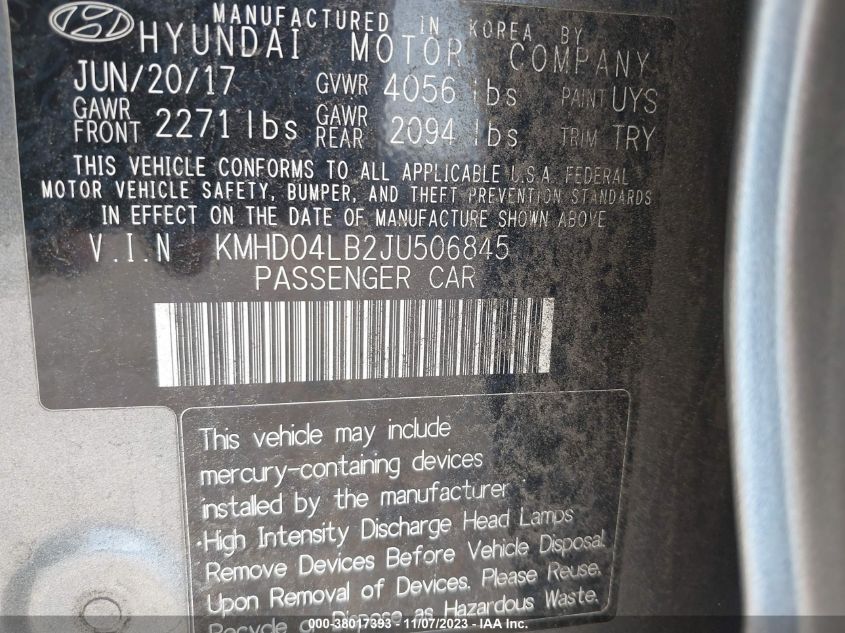 MANUFACTURED IN KOREA BY
HYUNDAI MOTOR COMPANY
JUN/20/17 GVWR 4056 lbs PAINT UYS
GAWR FRONT 2271 lbs GAWR REAR 2094 lbs TRIM TRY
THIS VEHICLE CONFORMS TO ALL APPLICABLE U.S.A. FEDERAL
MOTOR VEHICLE SAFETY, BUMPER, AND THEFT PREVENTION STANDARDS
IN EFFECT ON THE DATE OF MANUFACTURE SHOWN ABOVE
V.I.N KMHD04LB2JU506845
PASSENGER CAR
This vehicle may include
mercury-containing devices
installed by the manufacturer
·High Intensity Discharge Head Lamps
Remove Devices Before Vehicle Disposal.
Upon Removal of Devices. Please Reuse,
Recycle or Dispose as Hazardous Waste.
000-38017393 - 11/07/2023 - IAA Inc.